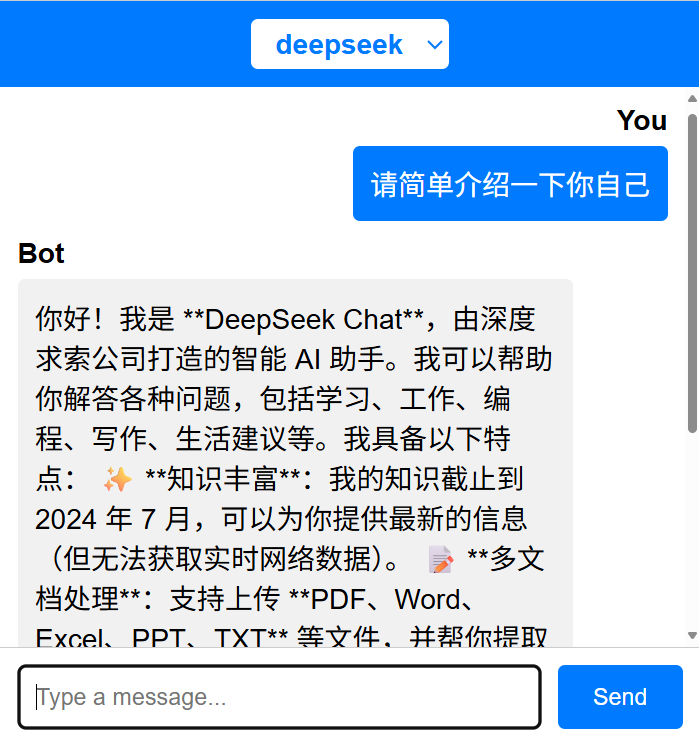 deepseek
You
请简单介绍一下你自己
Bot
你好！我是 **DeepSeek Chat**，由深度
求索公司打造的智能 AI 助手。我可以帮助
你解答各种问题，包括学习、工作、编
程、写作、生活建议等。我具备以下特
点： ✨ **知识丰富**：我的知识截止到
2024 年 7 月，可以为你提供最新的信息
（但无法获取实时网络数据）。 📝 **多文
档处理**：支持上传 **PDF、Word、
Excel、PPT、TXT** 等文件，并帮你提取
Type a message...
Send